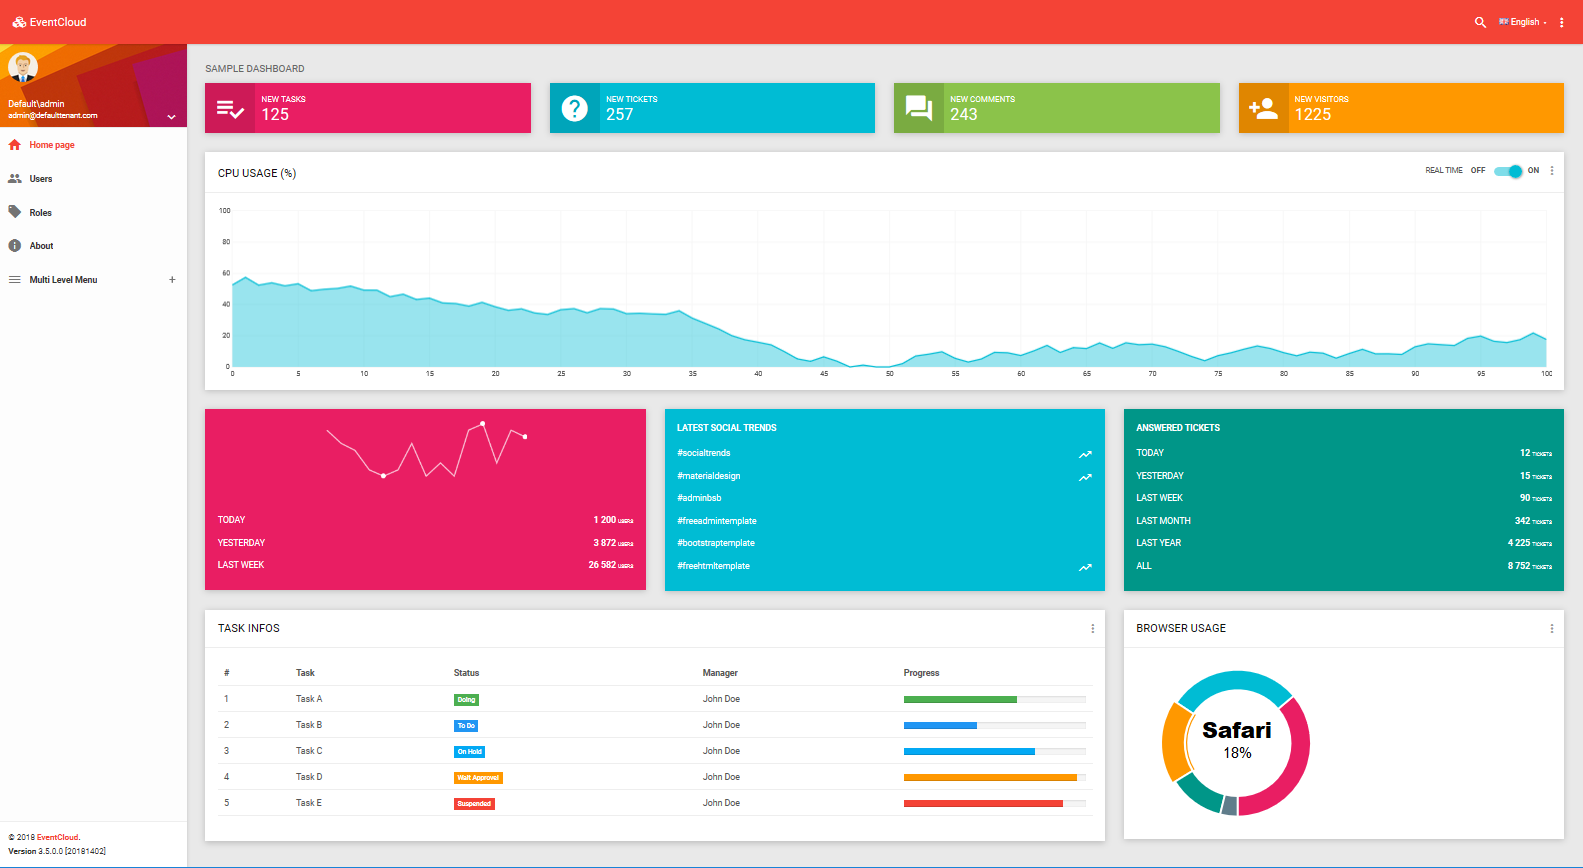 EventCloud
English
Default\admin
admin@defaulttenant.com
Home page
Users
Roles
About
Multi Level Menu +
© 2018 EventCloud.
Version 3.5.0.0 [20181402]
SAMPLE DASHBOARD
NEW TASKS
125
NEW TICKETS
257
NEW COMMENTS
243
NEW VISITORS
1225
CPU USAGE (%)
REAL TIME OFF ON
100
80
60
40
20
0
0 5 10 15 20 25 30 35 40 45 50 55 60 65 70 75 80 85 90 95 100
TODAY 1 200 USERS
YESTERDAY 3 872 USERS
LAST WEEK 26 582 USERS
LATEST SOCIAL TRENDS
#socialtrends
#materialdesign
#adminbsb
#freeadmintemplate
#bootstraptemplate
#freehtmltemplate
ANSWERED TICKETS
TODAY 12 TICKETS
YESTERDAY 15 TICKETS
LAST WEEK 90 TICKETS
LAST MONTH 342 TICKETS
LAST YEAR 4 225 TICKETS
ALL 8 752 TICKETS
TASK INFOS
# Task Status Manager Progress
1 Task A Doing John Doe
2 Task B To Do John Doe
3 Task C On Hold John Doe
4 Task D Wait Approvel John Doe
5 Task E Suspended John Doe
BROWSER USAGE
Safari
18%